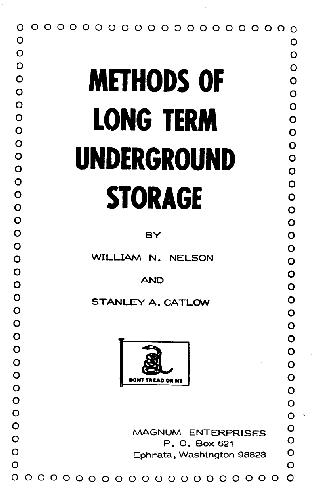 METHODS OF
LONG TERM
UNDERGROUND
STORAGE
BY
WILLIAM N. NELSON
AND
STANLEY A. CATLOW
DONT TREAD ON ME
MAGNUM ENTERPRISES
P. O. Box 621
Ephrata, Washington 98823